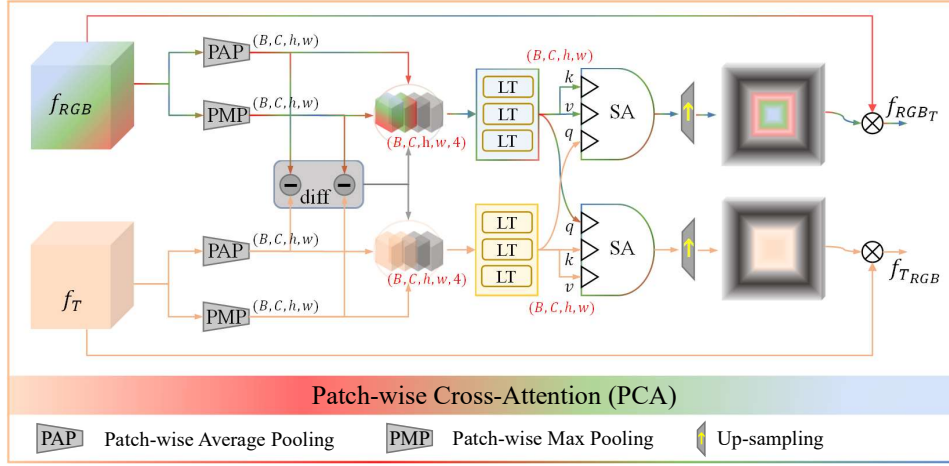 f_RGB
PAP
(B,C,h,w)
PMP
(B,C,h,w)
(B,C,h,w,4)
LT
LT
LT
(B,C,h,w)
k
v
q
SA
f_RGB_T
diff
f_T
PAP
(B,C,h,w)
PMP
(B,C,h,w)
(B,C,h,w,4)
LT
LT
LT
(B,C,h,w)
q
k
v
SA
f_T_RGB
Patch-wise Cross-Attention (PCA)
PAP Patch-wise Average Pooling PMP Patch-wise Max Pooling Up-sampling